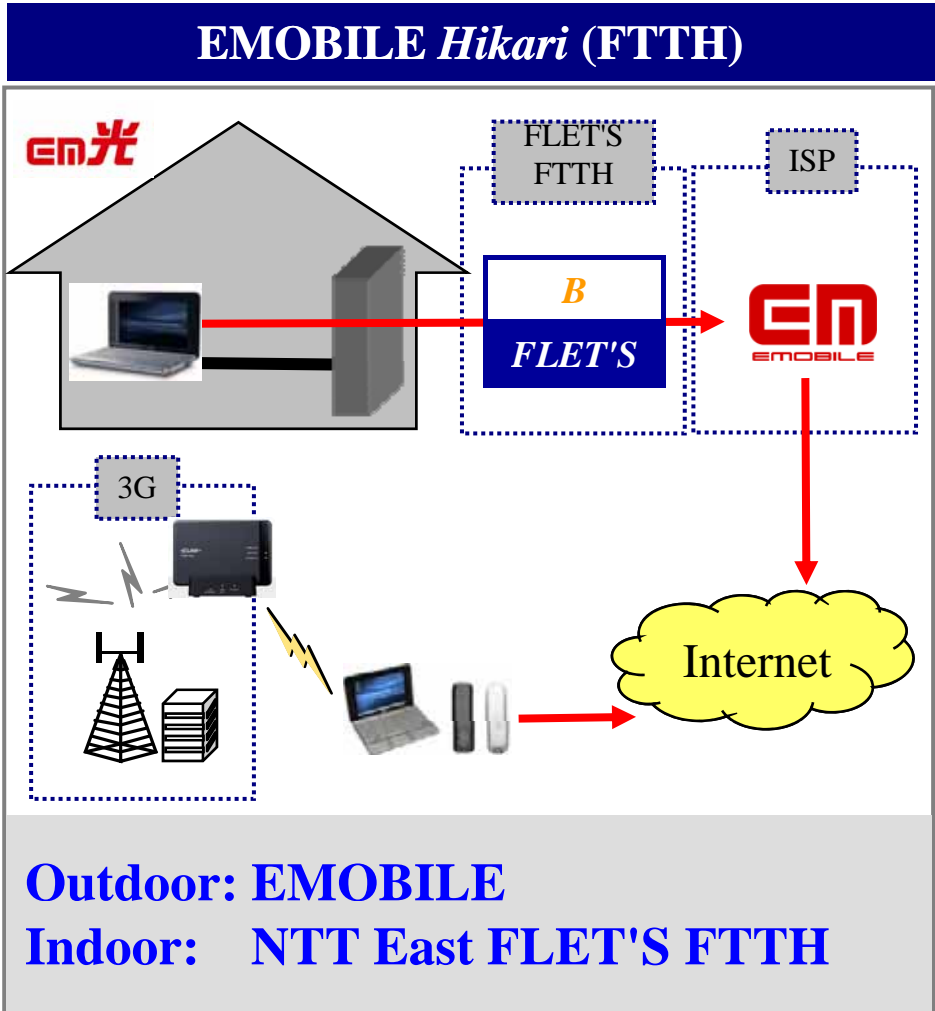 EMOBILE Hikari (FTTH)
EM光
FLET'S
FTTH
ISP
B
FLET'S
EM
EMOBILE
3G
Internet
Outdoor: EMOBILE
Indoor: NTT East FLET'S FTTH